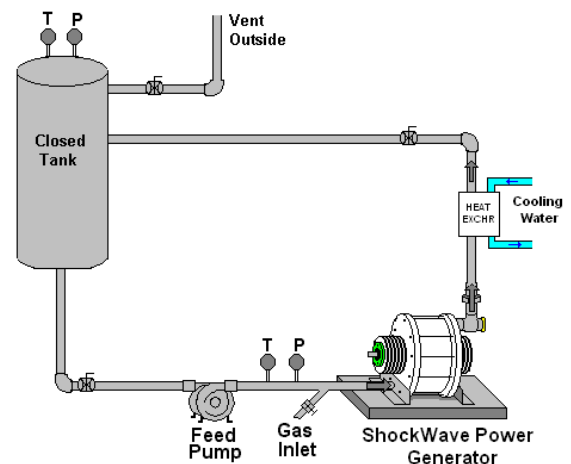 T P
Vent
Outside
Closed
Tank
HEAT
EXCHR
Cooling
Water
T P
Feed
Pump
Gas
Inlet
ShockWave Power
Generator